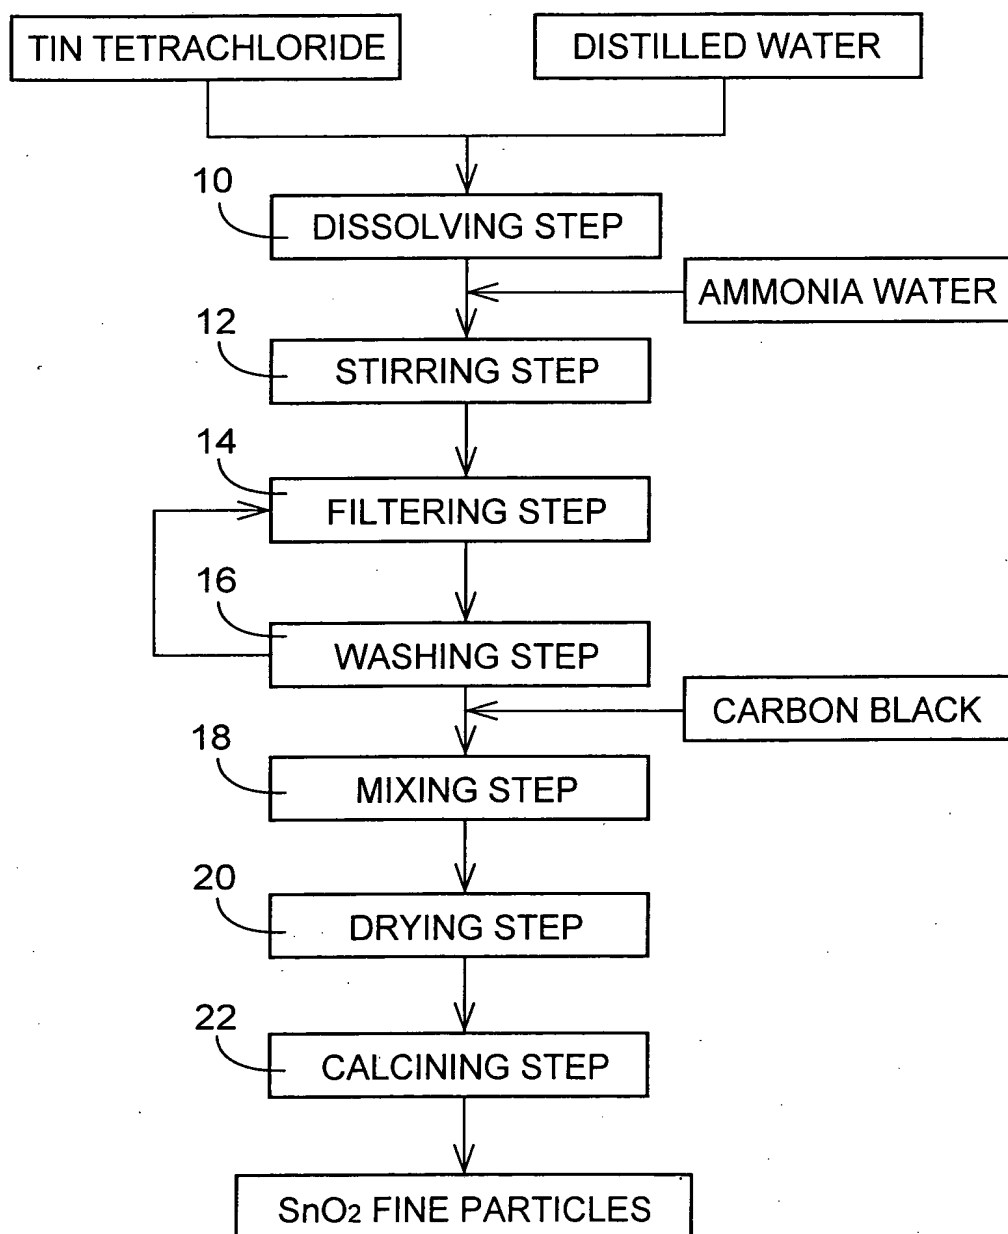 TIN TETRACHLORIDE
DISTILLED WATER
10
DISSOLVING STEP
AMMONIA WATER
12
STIRRING STEP
14
FILTERING STEP
16
WASHING STEP
CARBON BLACK
18
MIXING STEP
20
DRYING STEP
22
CALCINING STEP
SnO2 FINE PARTICLES